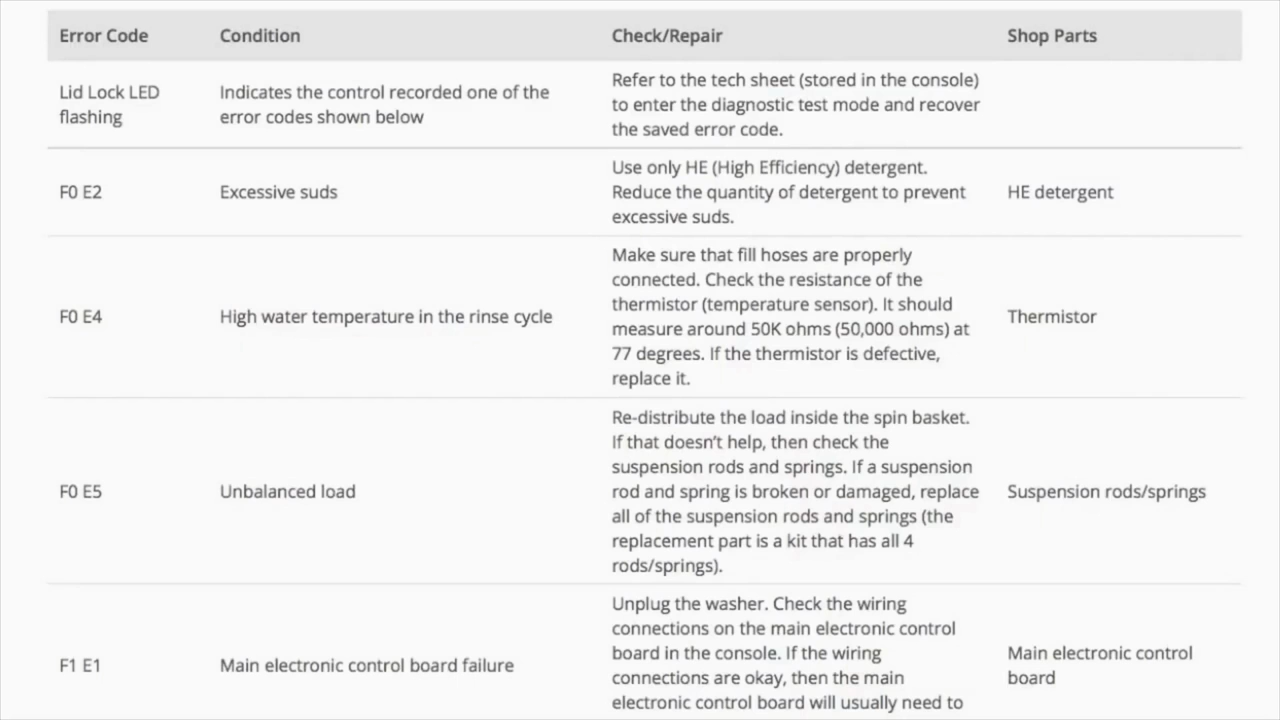 Error Code Condition Check/Repair Shop Parts
Lid Lock LED
flashing
Indicates the control recorded one of the
error codes shown below
Refer to the tech sheet (stored in the console)
to enter the diagnostic test mode and recover
the saved error code.
F0 E2
Excessive suds
Use only HE (High Efficiency) detergent.
Reduce the quantity of detergent to prevent
excessive suds.
HE detergent
F0 E4
High water temperature in the rinse cycle
Make sure that fill hoses are properly
connected. Check the resistance of the
thermistor (temperature sensor). It should
measure around 50K ohms (50,000 ohms) at
77 degrees. If the thermistor is defective,
replace it.
Thermistor
F0 E5
Unbalanced load
Re-distribute the load inside the spin basket.
If that doesn't help, then check the
suspension rods and springs. If a suspension
rod and spring is broken or damaged, replace
all of the suspension rods and springs (the
replacement part is a kit that has all 4
rods/springs).
Suspension rods/springs
F1 E1
Main electronic control board failure
Unplug the washer. Check the wiring
connections on the main electronic control
board in the console. If the wiring
connections are okay, then the main
electronic control board will usually need to
Main electronic control
board